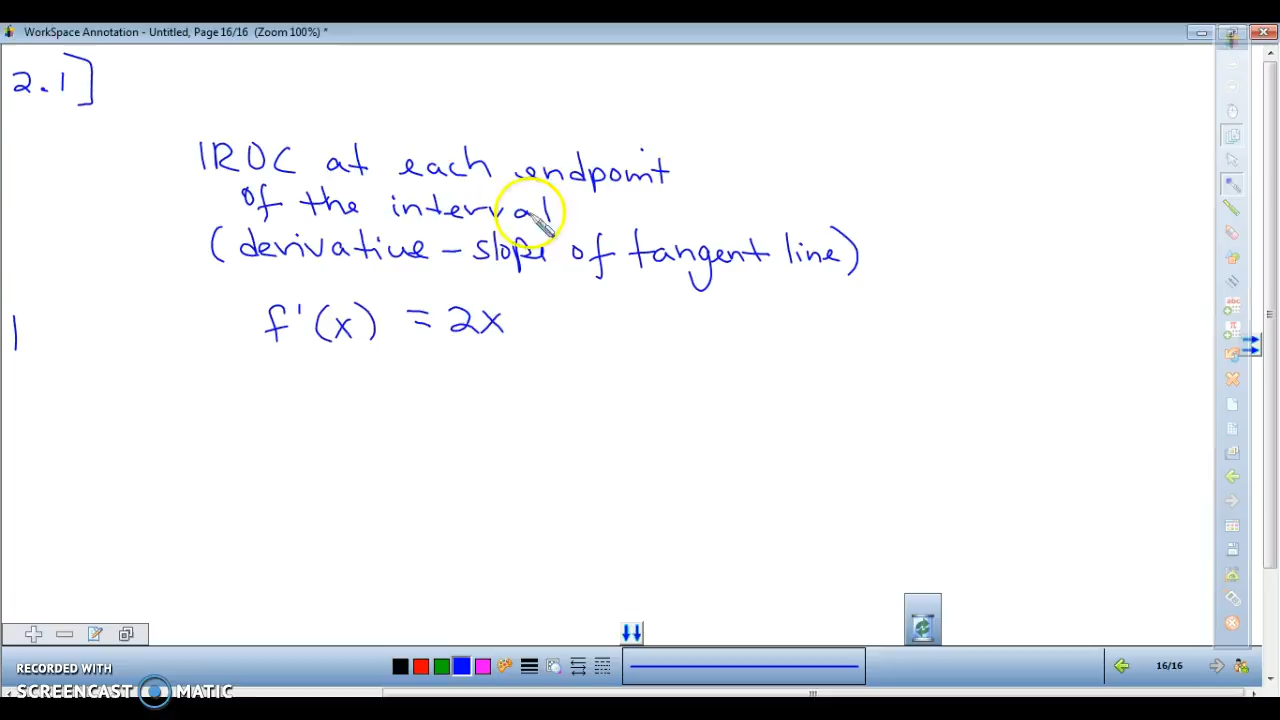 WorkSpace Annotation - Untitled, Page 16/16 (Zoom 100%) *
2.1]
IROC at each endpoint
of the interval
(derivative - slope of tangent line)
f'(x) = 2x
abc
π
16/16
RECORDED WITH
SCREENCAST MATIC